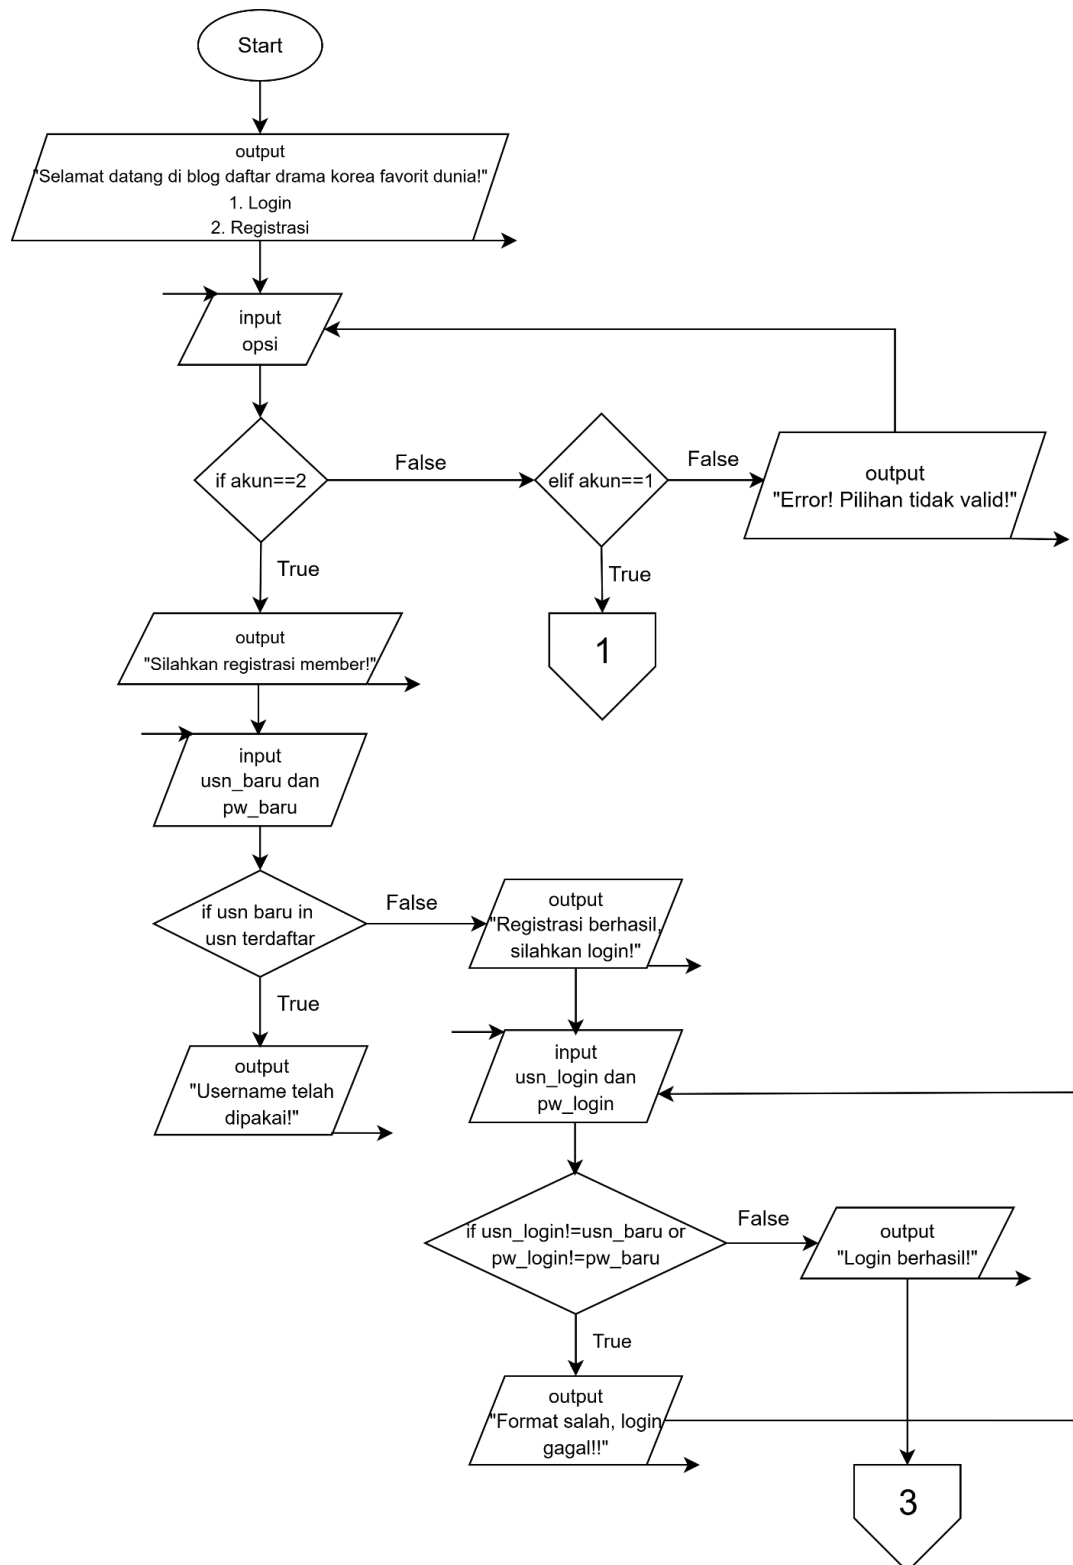 Start
output
"Selamat datang di blog daftar drama korea favorit dunia!"
1. Login
2. Registrasi
input
opsi
if akun==2
False
elif akun==1
False
output
"Error! Pilihan tidak valid!"
True
True
1
output
"Silahkan registrasi member!"
input
usn_baru dan
pw_baru
if usn baru in
usn terdaftar
False
output
"Registrasi berhasil,
silahkan login!"
True
output
"Username telah
dipakai!"
input
usn_login dan
pw_login
if usn_login!=usn_baru or
pw_login!=pw_baru
False
output
"Login berhasil!"
True
output
"Format salah, login
gagal!!"
3